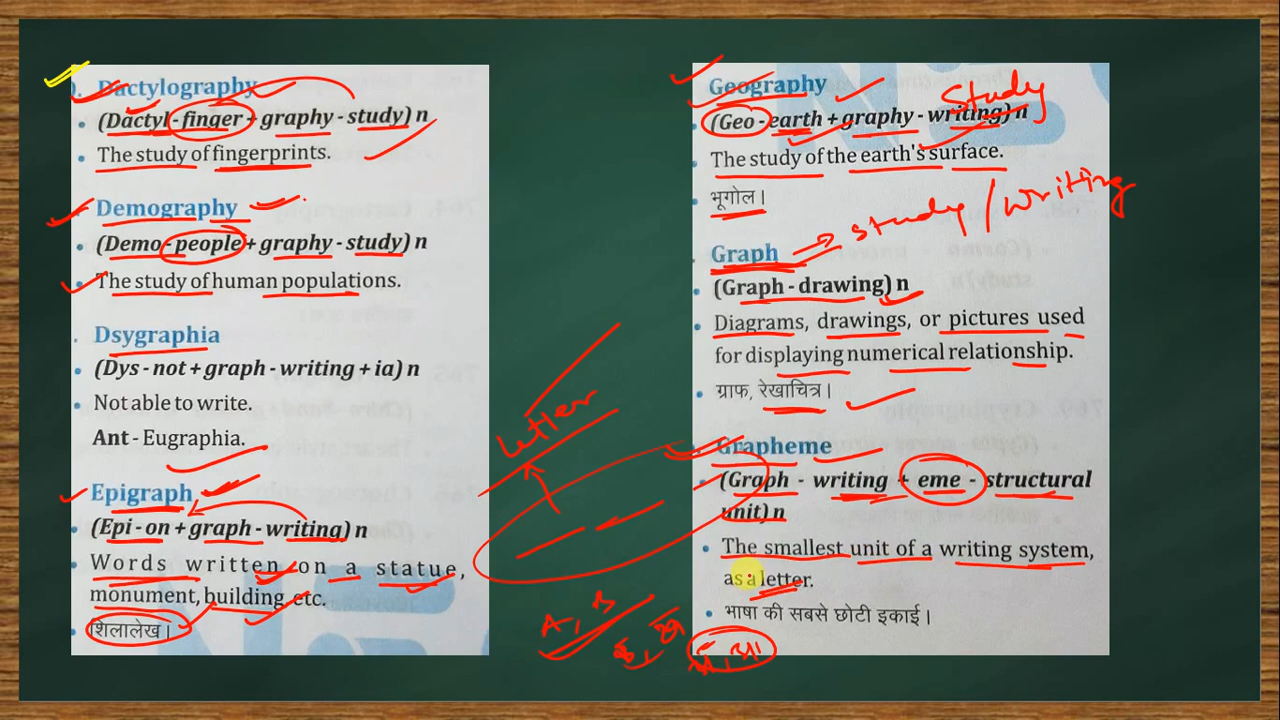 ). Dactylography
• (Dactyl - finger + graphy - study) n
• The study of fingerprints.
Demography
• (Demo - people + graphy - study) n
• The study of human populations.
. Dsygraphia
• (Dys - not + graph - writing + ia) n
• Not able to write.
Ant - Eugraphia.
Epigraph
• (Epi - on + graph - writing) n
• Words written on a statue,
monument, building etc.
• शिलालेख।
Letter
A, B
क, ख
अ, आ
Geography
Study
• (Geo - earth + graphy - writing) n
• The study of the earth's surface.
• भूगोल।
study / writing
. Graph
• (Graph - drawing) n
• Diagrams, drawings, or pictures used
for displaying numerical relationship.
• ग्राफ, रेखाचित्र।
Grapheme
• (Graph - writing + eme - structural
unit) n
• The smallest unit of a writing system,
as a letter.
• भाषा की सबसे छोटी इकाई।